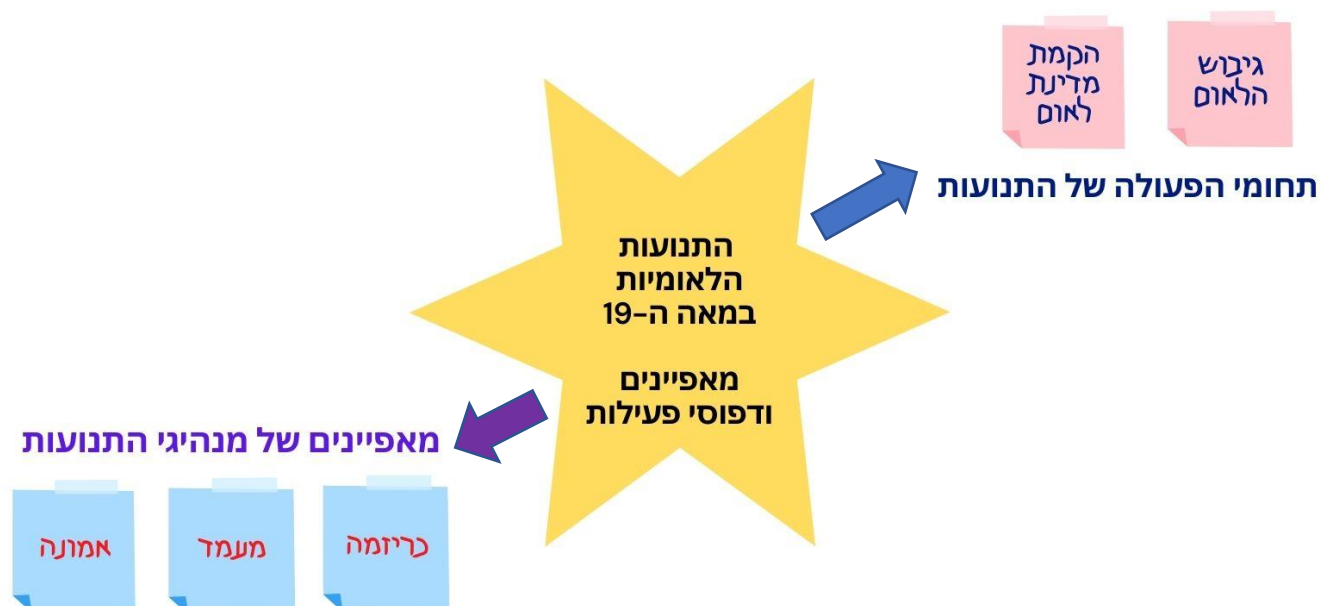 הקמת
מדינת
לאום
גיבוש
הלאום
תחומי הפעולה של התנועות
התנועות
הלאומיות
במאה ה-19
מאפיינים
ודפוסי פעילות
מאפיינים של מנהיגי התנועות
כריזמה
מעמד
אמונה